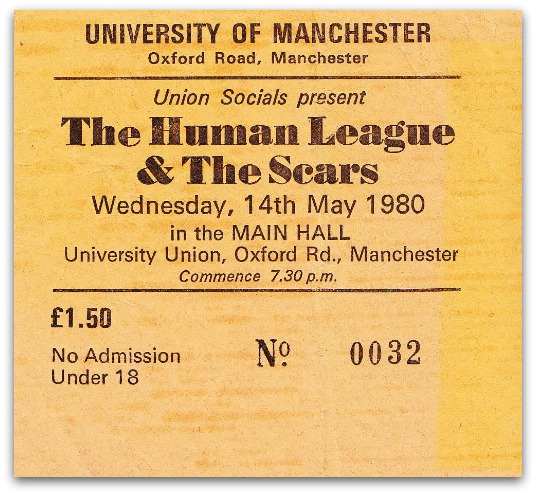 UNIVERSITY OF MANCHESTER
Oxford Road, Manchester
Union Socials present
The Human League
& The Scars
Wednesday, 14th May 1980
in the MAIN HALL
University Union, Oxford Rd., Manchester
Commence 7.30 p.m.
£1.50
No Admission
Under 18
Nº 0032